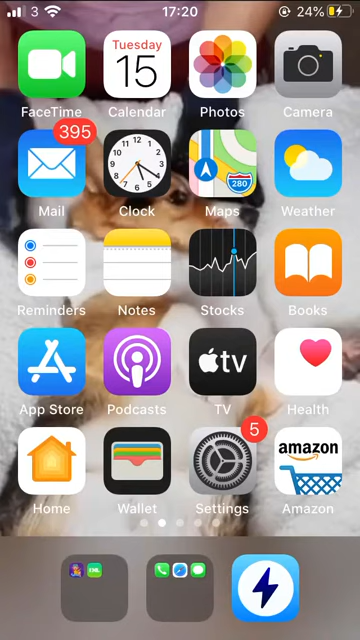 3 17:20 24%
Tuesday
15
FaceTime Calendar Photos Camera
395
280
Mail Clock Maps Weather
Reminders Notes Stocks Books
tv
App Store Podcasts TV Health
5
amazon
Home Wallet Settings Amazon